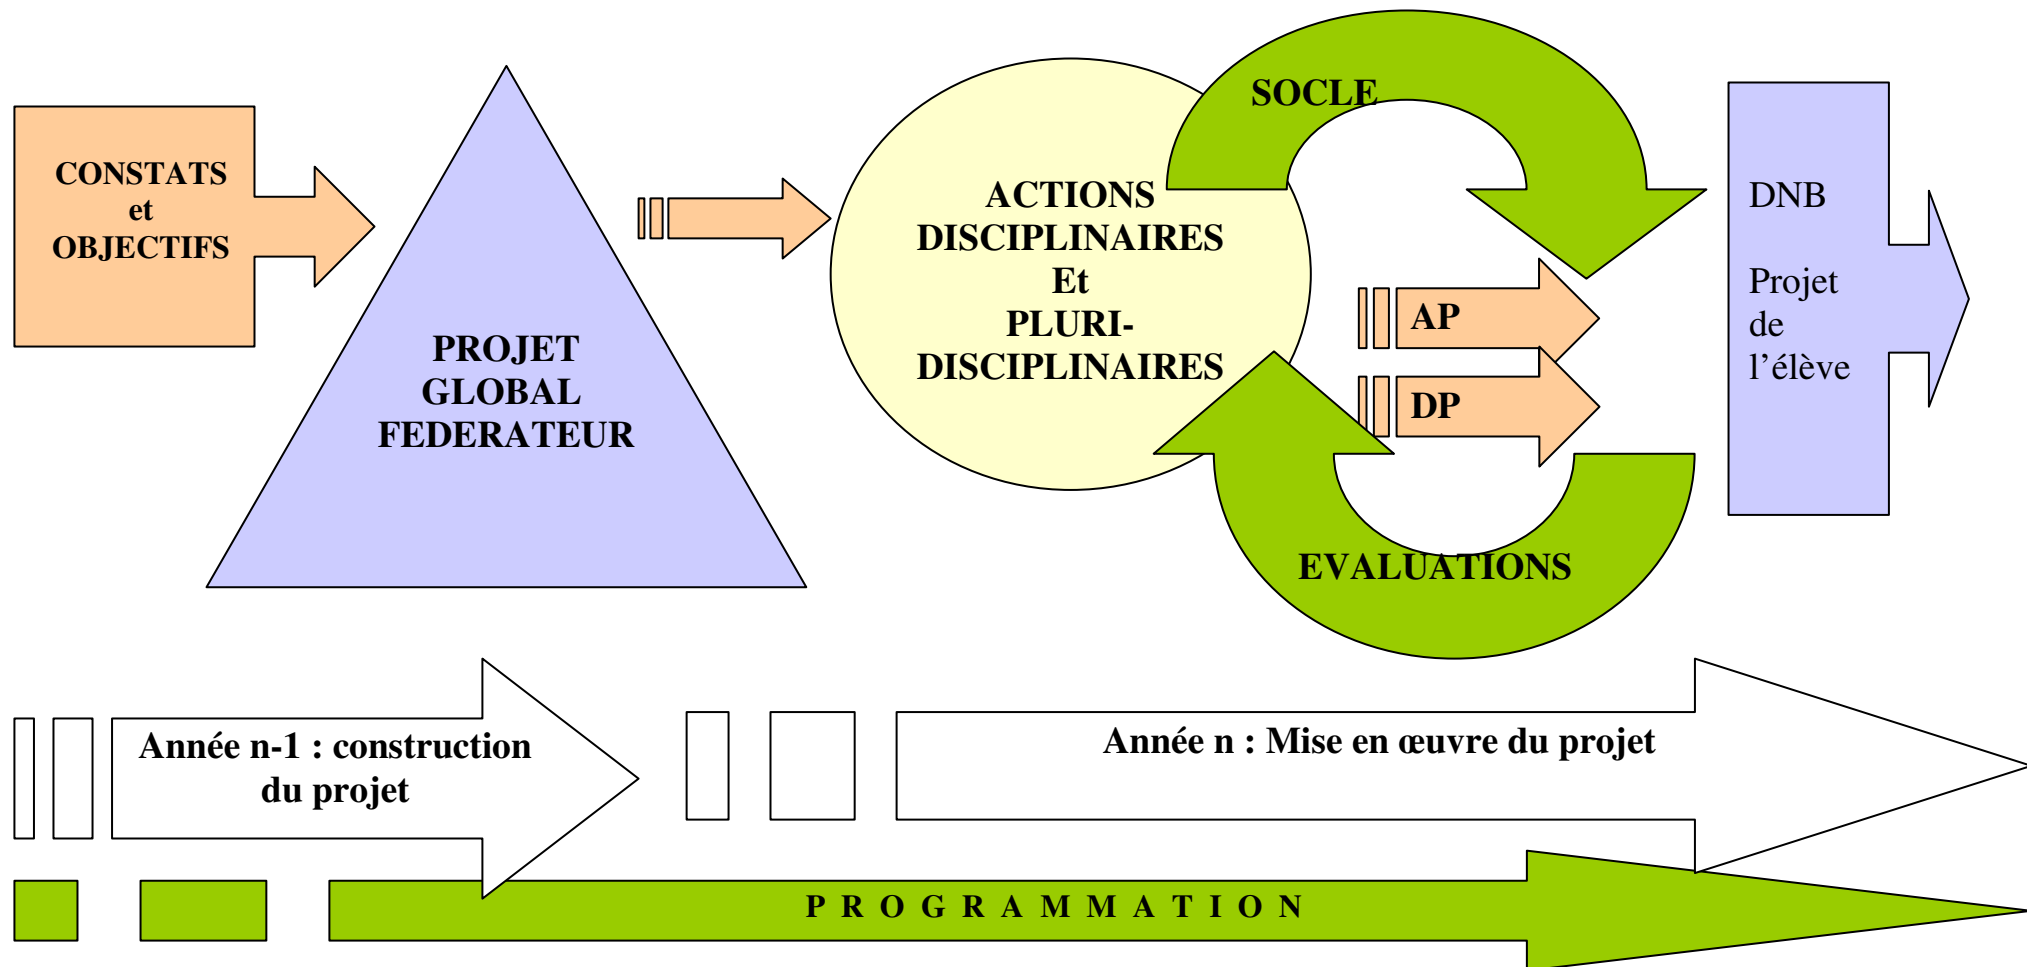 CONSTATS
et
OBJECTIFS
PROJET
GLOBAL
FEDERATEUR
ACTIONS
DISCIPLINAIRES
Et
PLURI-
DISCIPLINAIRES
SOCLE
AP
DP
EVALUATIONS
DNB
Projet
de
l’élève
Année n-1 : construction
du projet
Année n : Mise en œuvre du projet
P R O G R A M M A T I O N